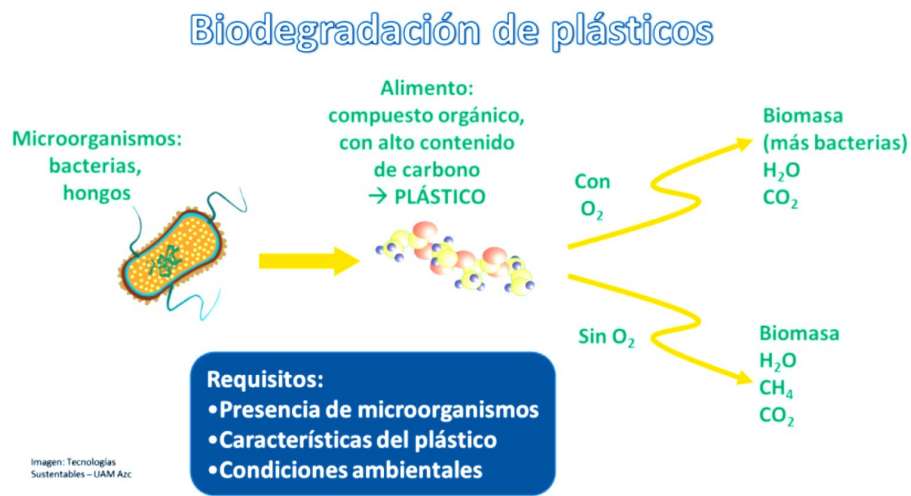 Biodegradación de plásticos
Microorganismos:
bacterias,
hongos
Alimento:
compuesto orgánico,
con alto contenido
de carbono
→ PLÁSTICO
Con
O₂
Biomasa
(más bacterias)
H₂O
CO₂
Sin O₂
Biomasa
H₂O
CH₄
CO₂
Requisitos:
•Presencia de microorganismos
•Características del plástico
•Condiciones ambientales
Imagen: Tecnologías
Sustentables – UAM Azc